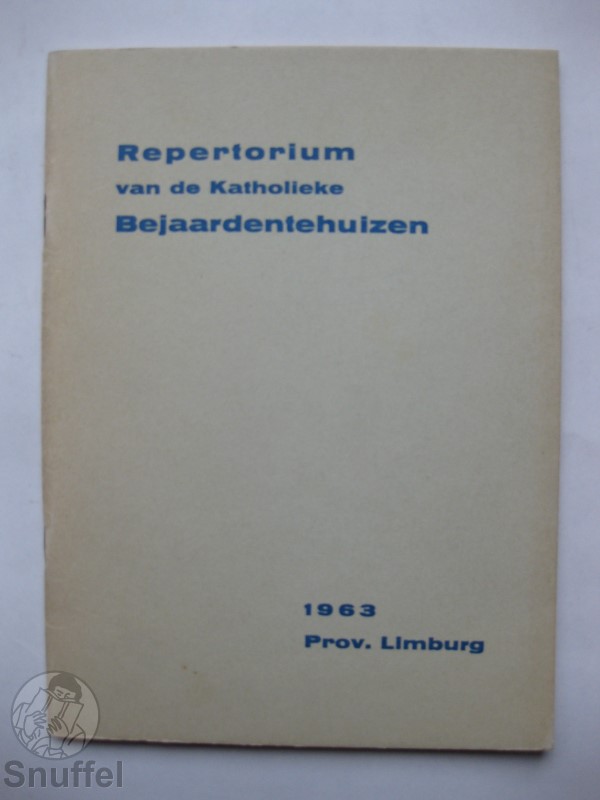 Repertorium
van de Katholieke
Bejaardentehuizen
1963
Prov. Limburg
Snuffel